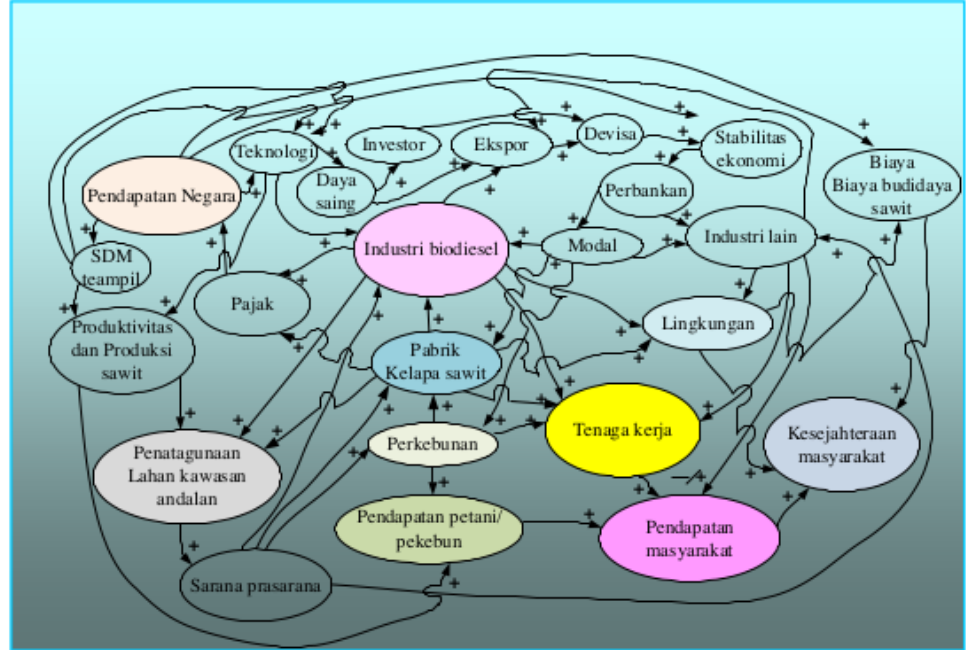 Teknologi
Investor
Ekspor
Devisa
Stabilitas
ekonomi
Biaya
Biaya budidaya
sawit
Pendapatan Negara
Daya
saing
Perbankan
SDM
teampil
Industri biodiesel
Modal
Industri lain
Pajak
Lingkungan
Produktivitas
dan Produksi
sawit
Pabrik
Kelapa sawit
Tenaga kerja
Perkebunan
Kesejahteraan
masyarakat
Penatagunaan
Lahan kawasan
andalan
Pendapatan petani/
pekebun
Pendapatan
masyarakat
Sarana prasarana